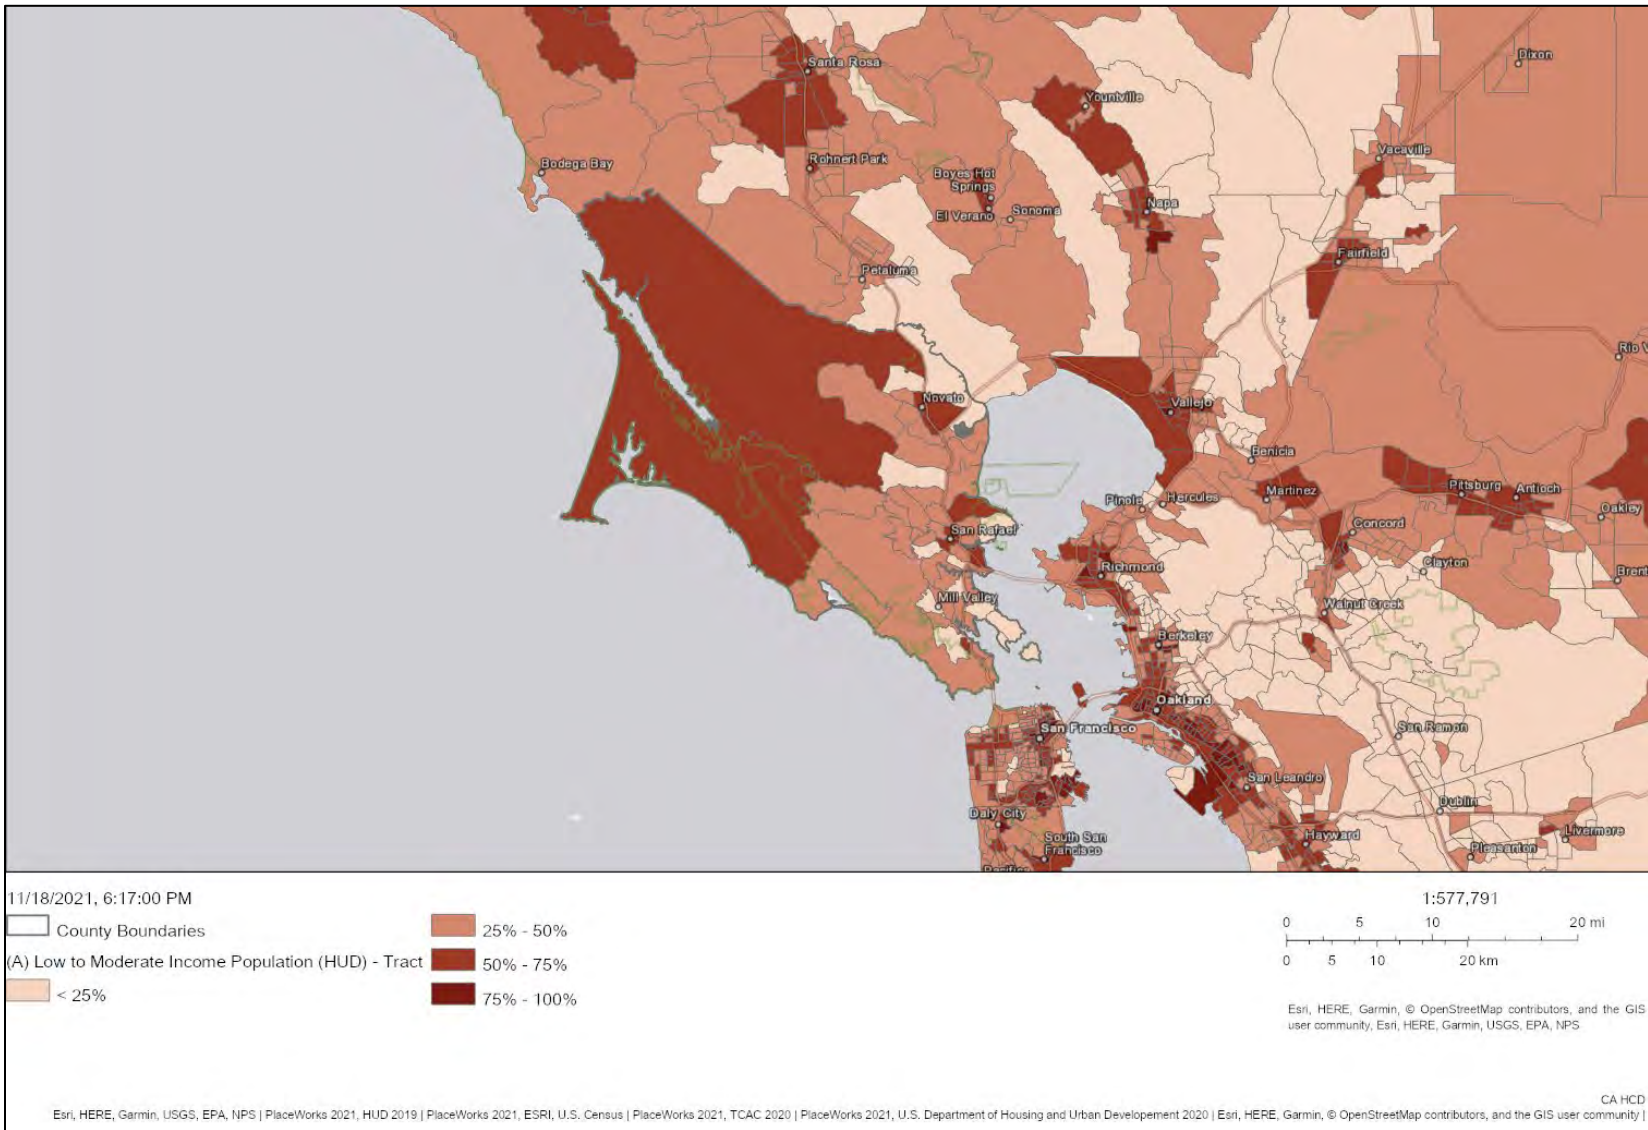 Dixon
Santa Rosa
Yountville
Vacaville
Bodega Bay
Rohnert Park
Boyes Hot
Springs
El Verano
Sonoma
Napa
Fairfield
Petaluma
Rio V
Novato
Vallejo
Benicia
Pinole
Hercules
Martinez
Pittsburg
Antioch
Oakley
San Rafael
Concord
Richmond
Clayton
Brent
Mill Valley
Walnut Creek
Berkeley
Oakland
San Francisco
San Ramon
San Leandro
Daly City
Dublin
South San
Francisco
Hayward
Livermore
Pleasanton
Pacifica
11/18/2021, 6:17:00 PM
County Boundaries
(A) Low to Moderate Income Population (HUD) - Tract
< 25%
25% - 50%
50% - 75%
75% - 100%
1:577,791
0 5 10 20 mi
0 5 10 20 km
Esri, HERE, Garmin, © OpenStreetMap contributors, and the GIS
user community, Esri, HERE, Garmin, USGS, EPA, NPS
CA HCD
Esri, HERE, Garmin, USGS, EPA, NPS | PlaceWorks 2021, HUD 2019 | PlaceWorks 2021, ESRI, U.S. Census | PlaceWorks 2021, TCAC 2020 | PlaceWorks 2021, U.S. Department of Housing and Urban Developement 2020 | Esri, HERE, Garmin, © OpenStreetMap contributors, and the GIS user community |